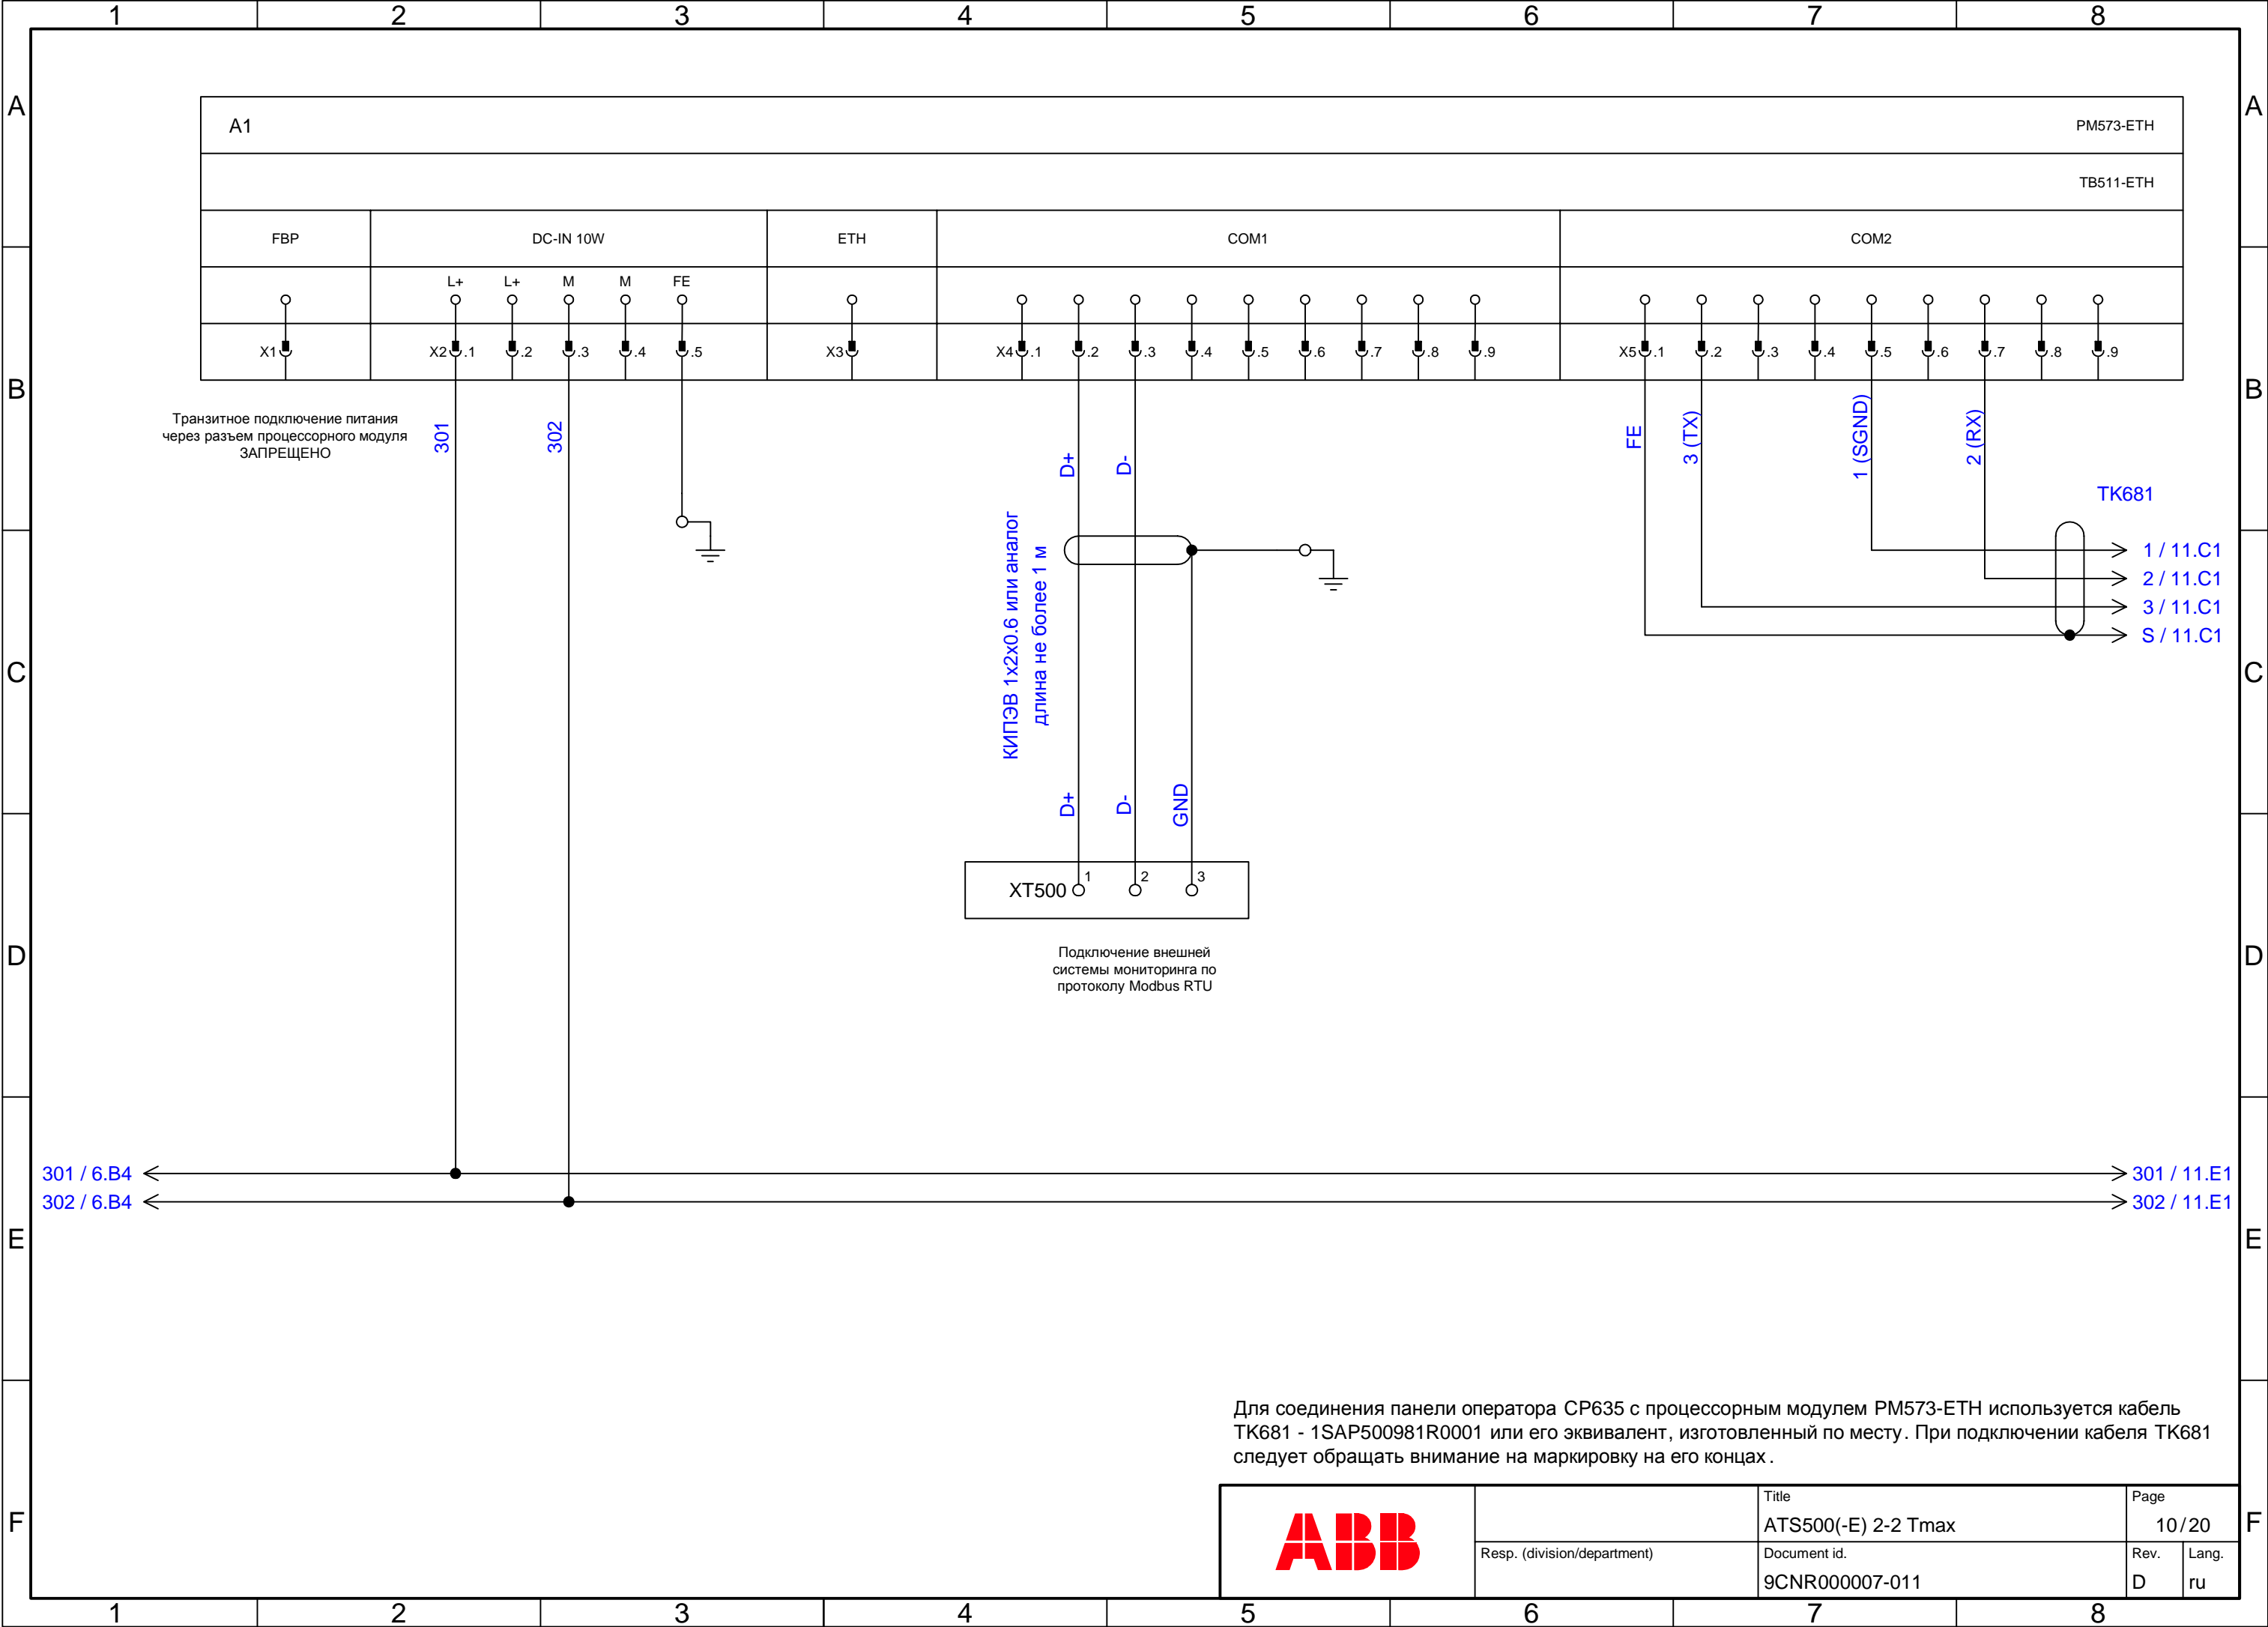 1 2 3 4 5 6 7 8
A A
A1 PM573-ETH
TB511-ETH
FBP DC-IN 10W ETH COM1 COM2
L+ L+ M M FE
X1 X2 .1 .2 .3 .4 .5 X3 X4 .1 .2 .3 .4 .5 .6 .7 .8 .9 X5 .1 .2 .3 .4 .5 .6 .7 .8 .9
B B
Транзитное подключение питания
через разъем процессорного модуля
ЗАПРЕЩЕНО
301
302
D+
D-
FE
3 (TX)
1 (SGND)
2 (RX)
TK681
1 / 11.C1
2 / 11.C1
3 / 11.C1
S / 11.C1
КИПЭВ 1x2x0.6 или аналог
длина не более 1 м
C C
D+
D-
GND
XT500 1 2 3
D D
Подключение внешней
системы мониторинга по
протоколу Modbus RTU
301 / 6.B4 301 / 11.E1
302 / 6.B4 302 / 11.E1
E E
Для соединения панели оператора CP635 с процессорным модулем PM573-ETH используется кабель
TK681 - 1SAP500981R0001 или его эквивалент, изготовленный по месту. При подключении кабеля TK681
следует обращать внимание на маркировку на его концах.
F F
ABB
Title
ATS500(-E) 2-2 Tmax
Page
10/20
Resp. (division/department)
Document id.
9CNR000007-011
Rev.
D
Lang.
ru
1 2 3 4 5 6 7 8